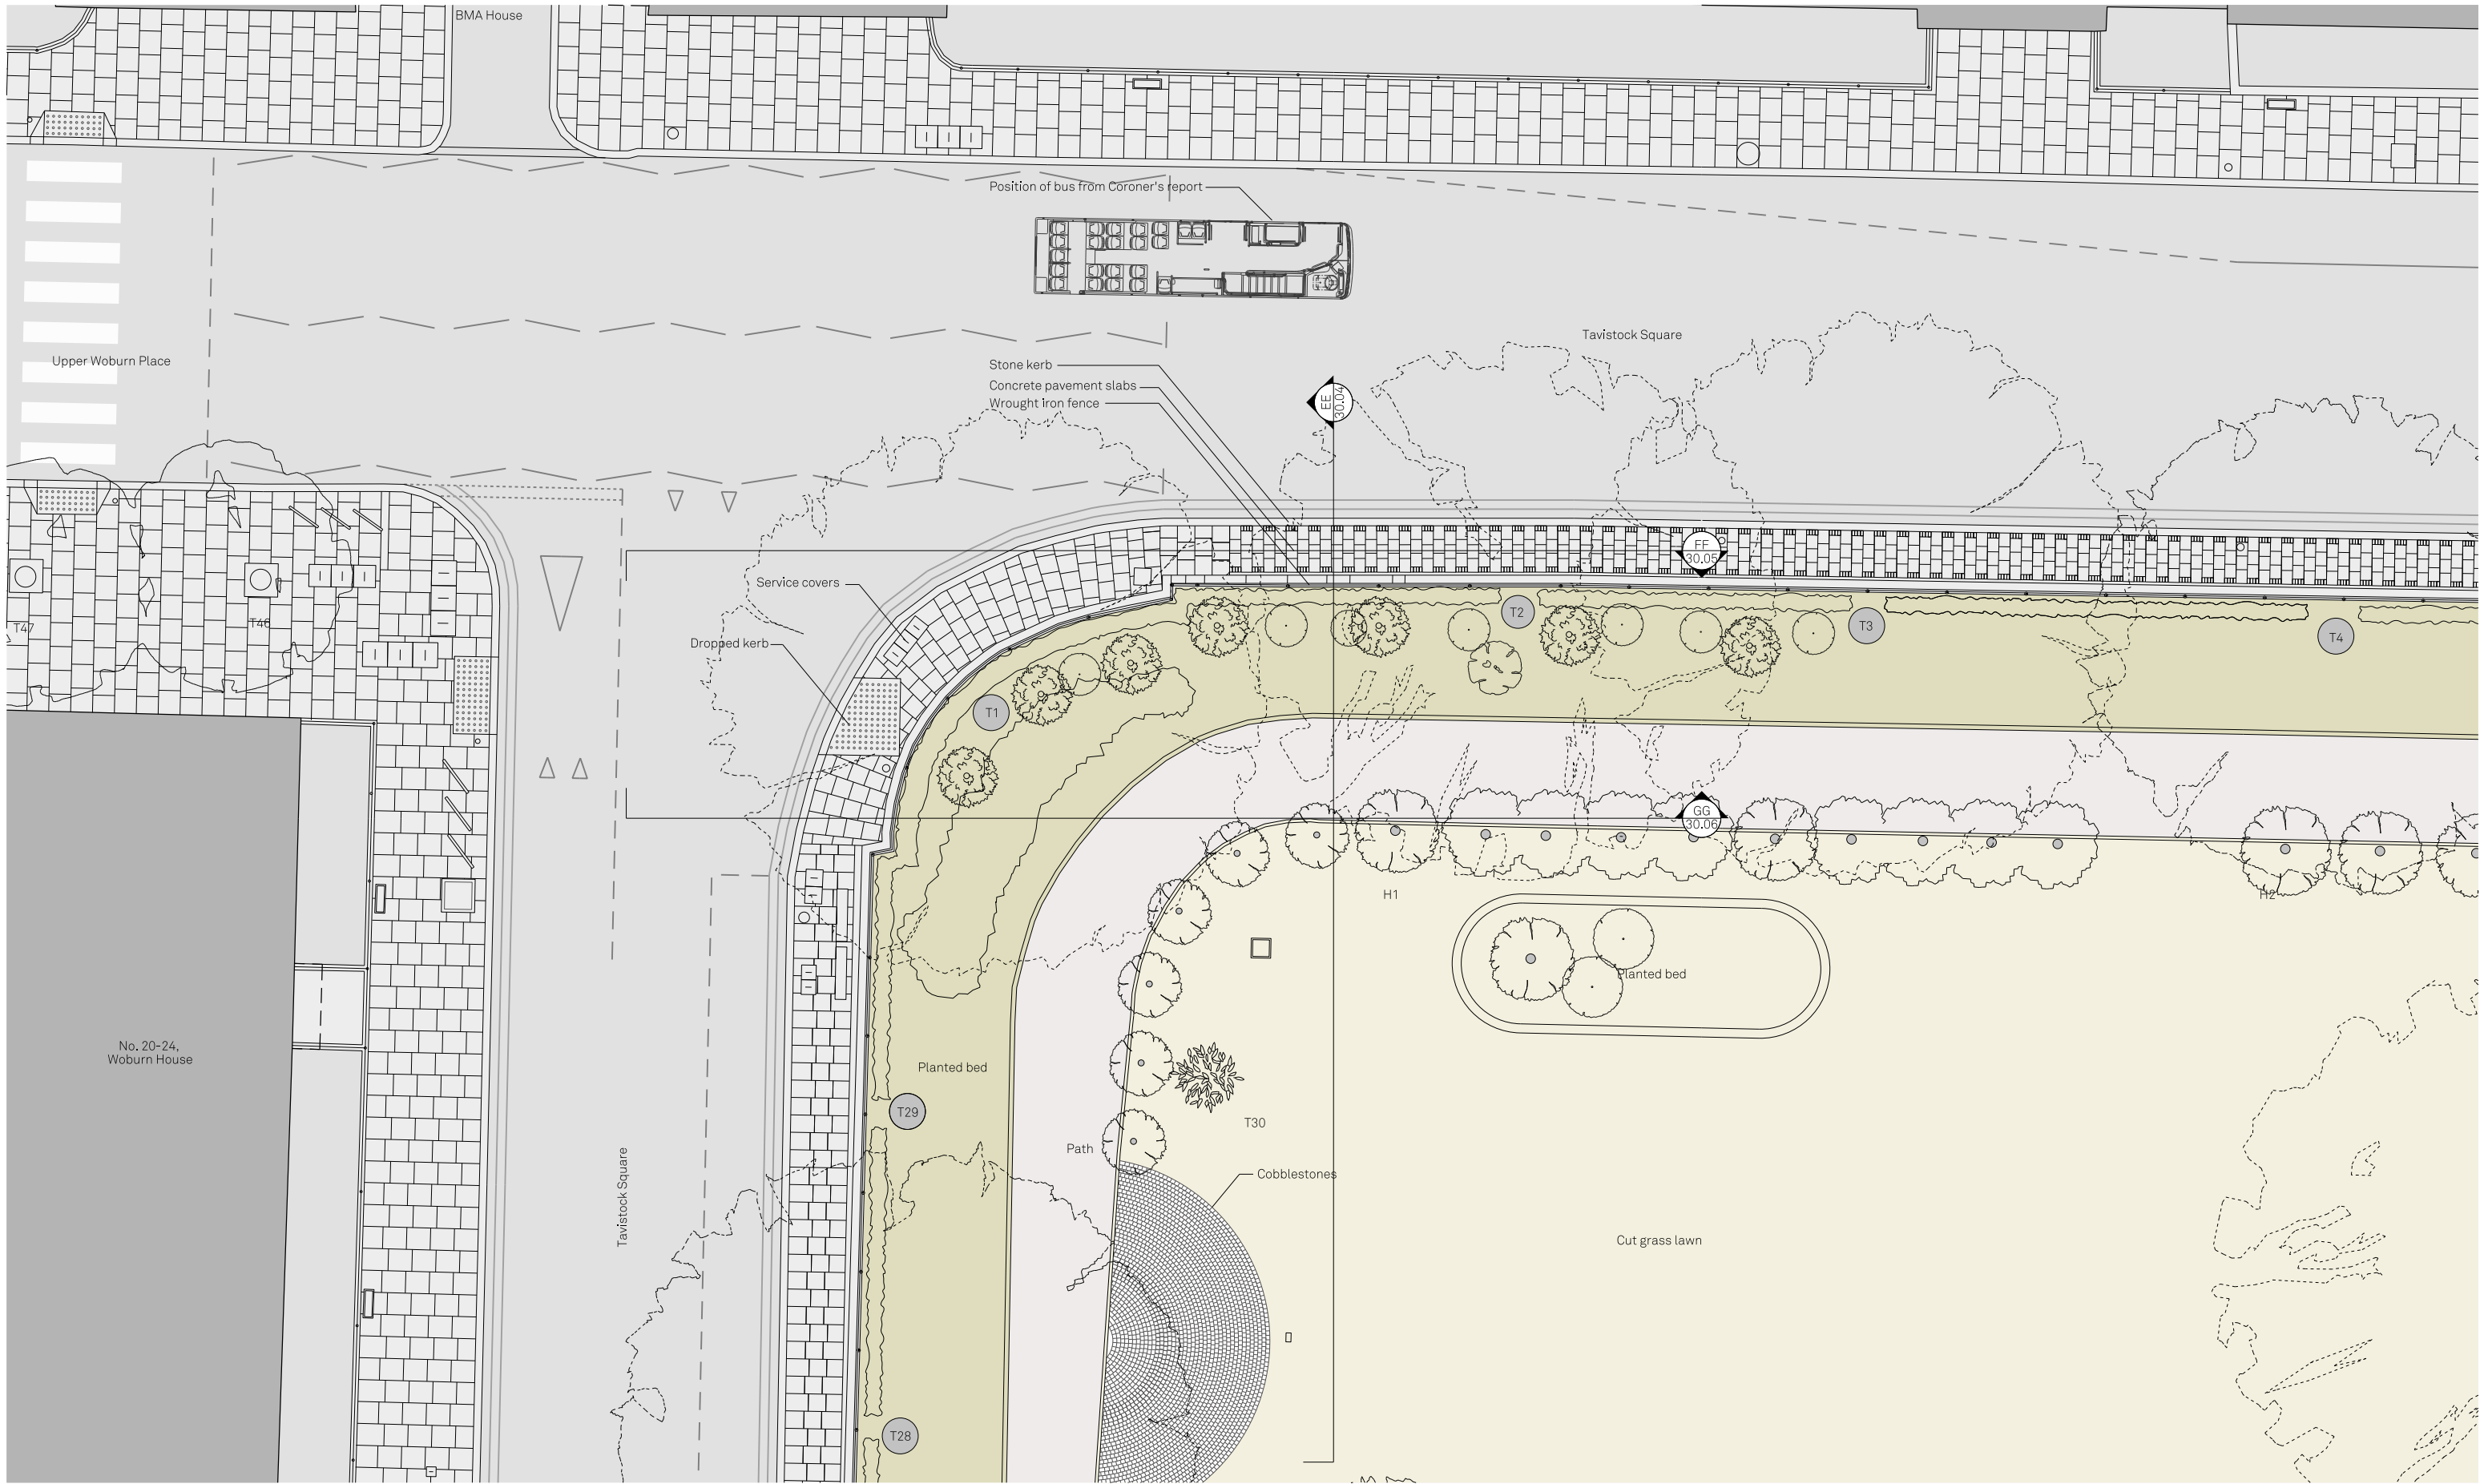 BMA House
Position of bus from Coroner's report
Tavistock Square
Upper Woburn Place
Stone kerb
Concrete pavement slabs
Wrought iron fence
EE
30.04
FF
30.05
Service covers
Dropped kerb
T47
T46
T1
T2
T3
T4
GG
30.06
H1
H2
Planted bed
No. 20-24,
Woburn House
Planted bed
T29
T30
Path
Cobblestones
Tavistock Square
Cut grass lawn
T28